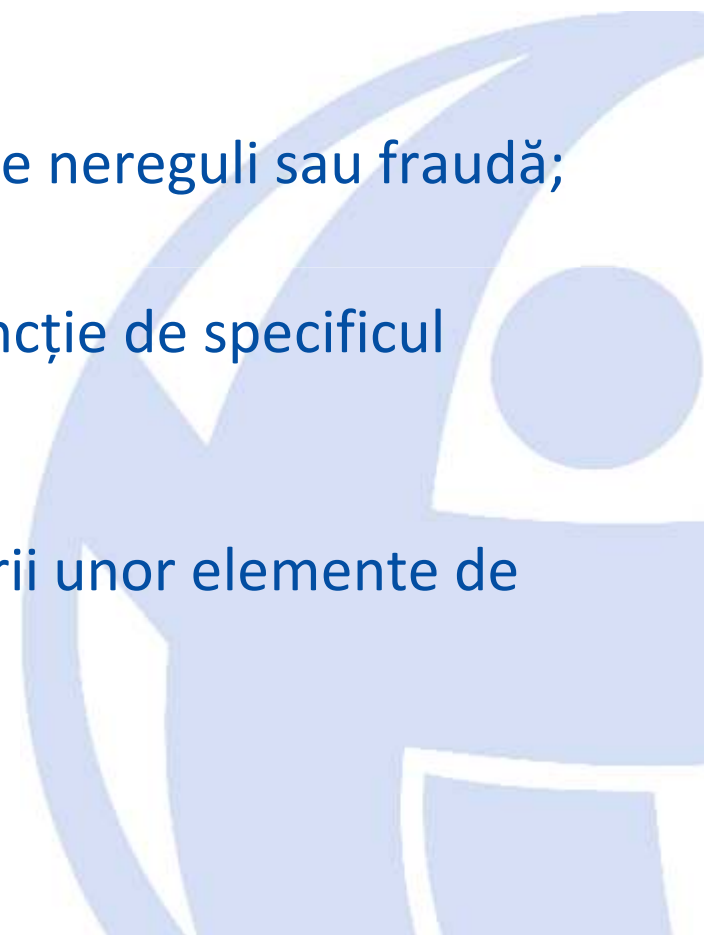 e nereguli sau fraudă;
ncție de specificul
rii unor elemente de